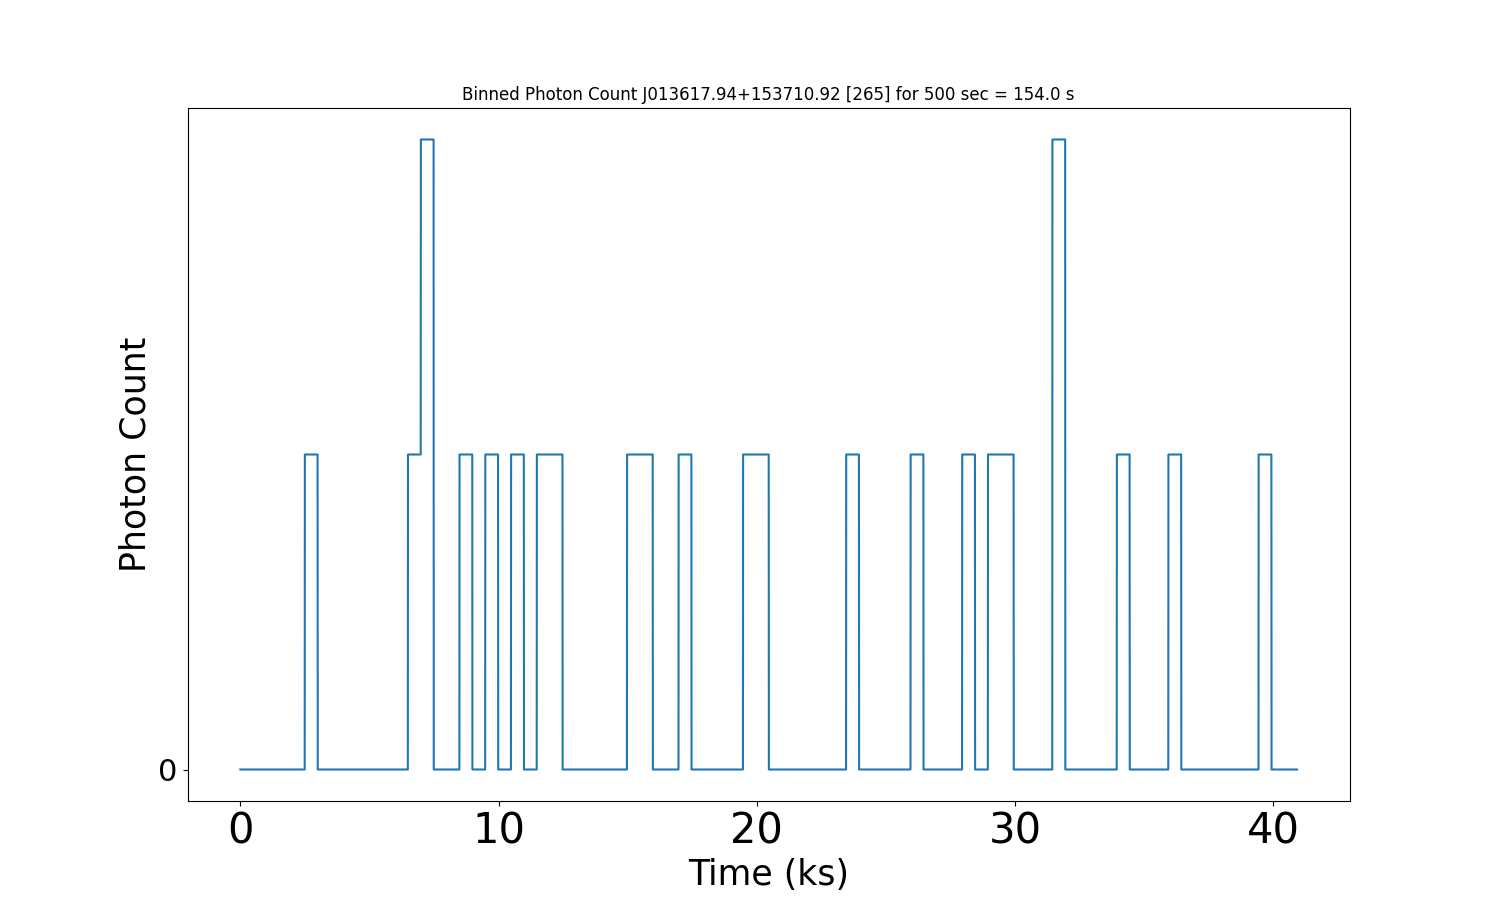 Binned Photon Count J013617.94+153710.92 [265] for 500 sec = 154.0 s
Photon Count
0
0 10 20 30 40
Time (ks)